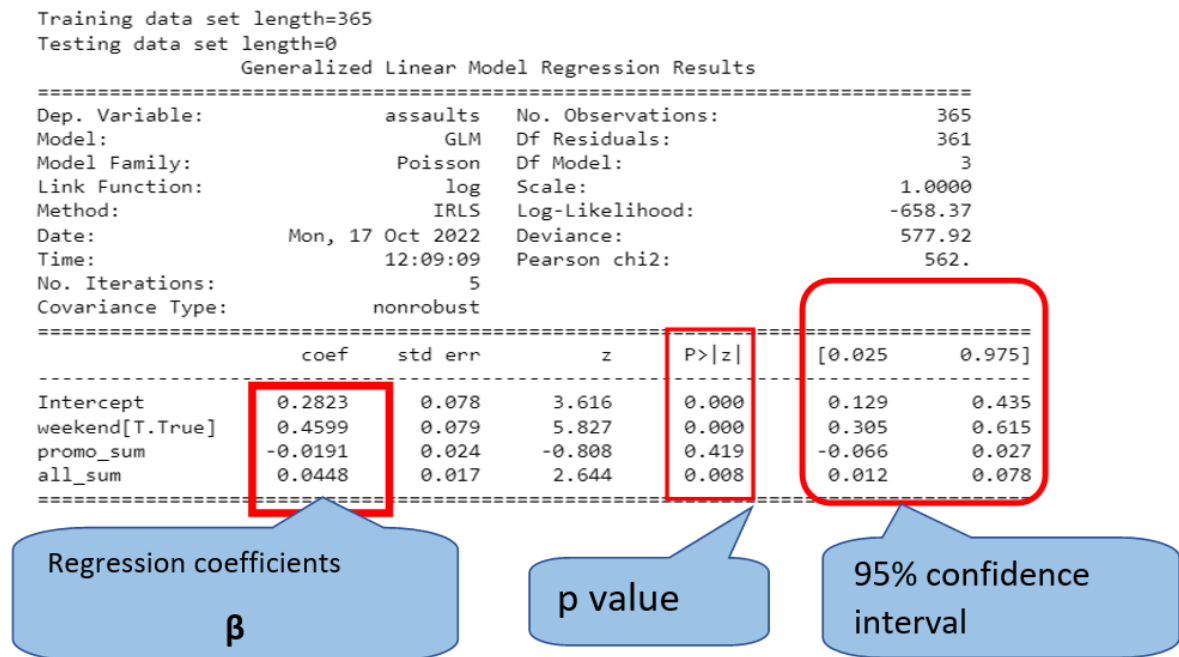 Training data set length=365
Testing data set length=0
Generalized Linear Model Regression Results
==============================================================================
Dep. Variable: assaults No. Observations: 365
Model: GLM Df Residuals: 361
Model Family: Poisson Df Model: 3
Link Function: log Scale: 1.0000
Method: IRLS Log-Likelihood: -658.37
Date: Mon, 17 Oct 2022 Deviance: 577.92
Time: 12:09:09 Pearson chi2: 562.
No. Iterations: 5
Covariance Type: nonrobust
===================================================================================
coef std err z P>|z| [0.025 0.975]
-----------------------------------------------------------------------------------
Intercept 0.2823 0.078 3.616 0.000 0.129 0.435
weekend[T.True] 0.4599 0.079 5.827 0.000 0.305 0.615
promo_sum -0.0191 0.024 -0.808 0.419 -0.066 0.027
all_sum 0.0448 0.017 2.644 0.008 0.012 0.078
===================================================================================
Regression coefficients
β
p value
95% confidence
interval